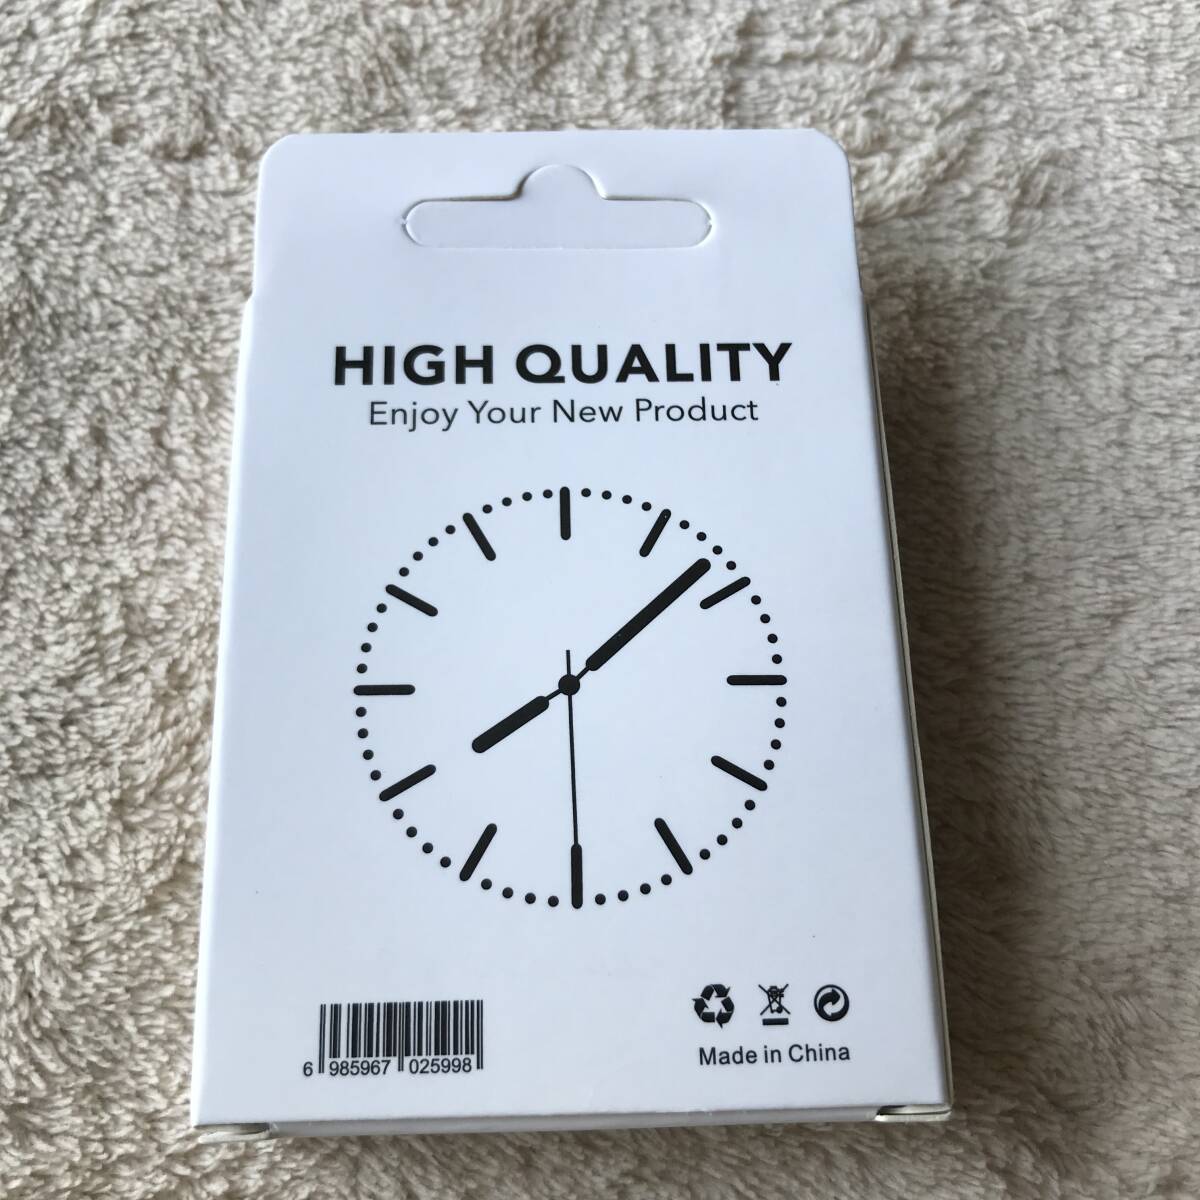 HIGH QUALITY
Enjoy Your New Product
6 985967 025998
Made in China